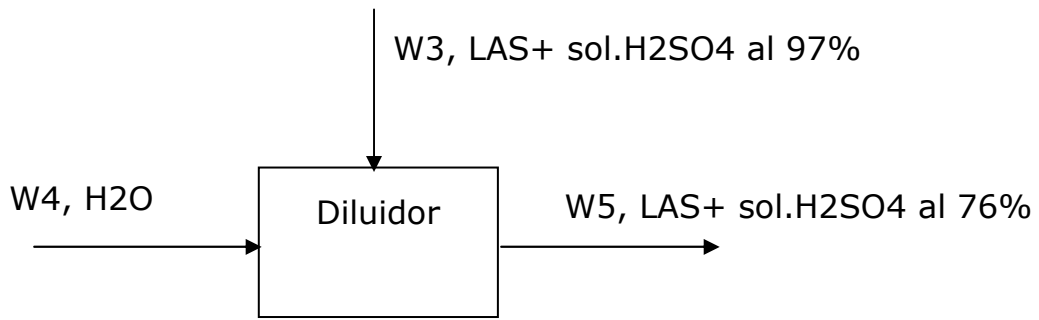 W3, LAS+ sol.H2SO4 al 97%
W4, H2O
Diluidor
W5, LAS+ sol.H2SO4 al 76%